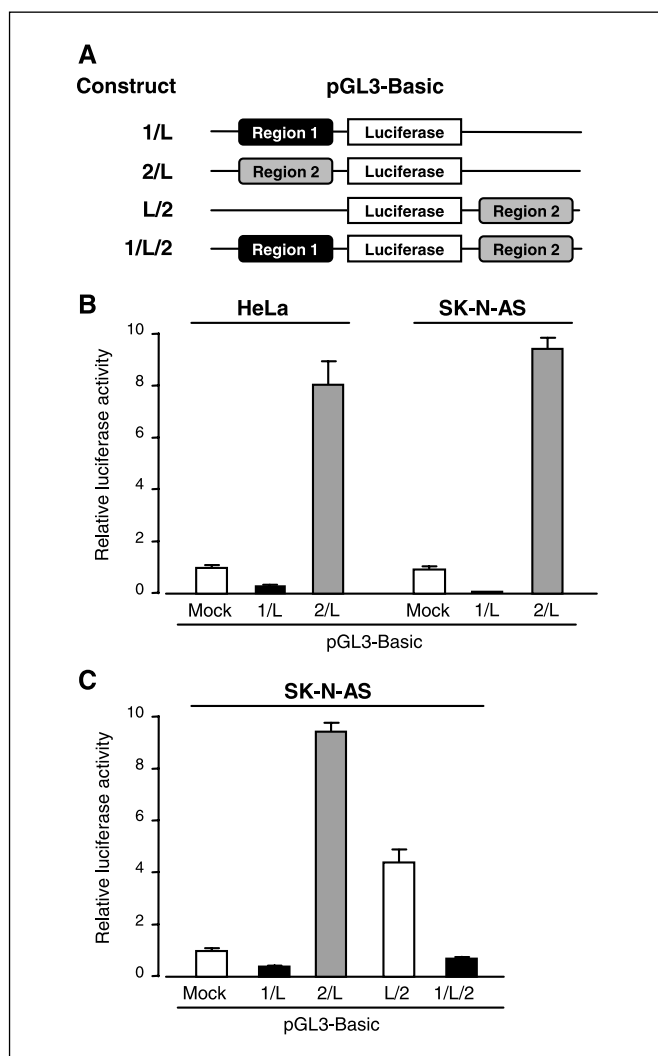 A
Construct pGL3-Basic
1/L Region 1 Luciferase
2/L Region 2 Luciferase
L/2 Luciferase Region 2
1/L/2 Region 1 Luciferase Region 2
B
HeLa SK-N-AS
Relative luciferase activity
10
8
6
4
2
0
Mock 1/L 2/L Mock 1/L 2/L
pGL3-Basic
C
SK-N-AS
Relative luciferase activity
10
8
6
4
2
0
Mock 1/L 2/L L/2 1/L/2
pGL3-Basic